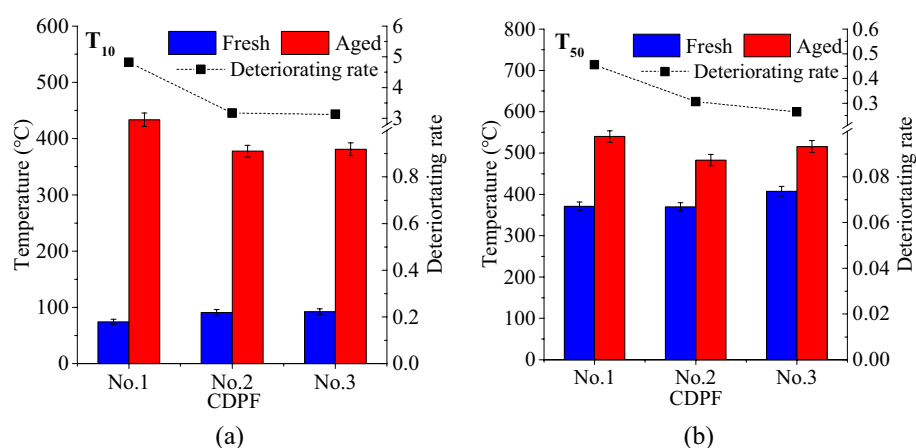 T10
Fresh
Aged
Deteriorating rate
600
500
400
300
200
100
0
Temperature (°C)
6
5
4
3
0.8
0.6
0.4
0.2
0.0
Deteriortating rate
No.1
No.2
No.3
CDPF
(a)
T50
Fresh
Aged
Deteriorating rate
800
700
600
500
400
300
200
100
0
Temperature (°C)
0.6
0.5
0.4
0.3
0.08
0.06
0.04
0.02
0.00
Deteriortating rate
No.1
No.2
No.3
CDPF
(b)